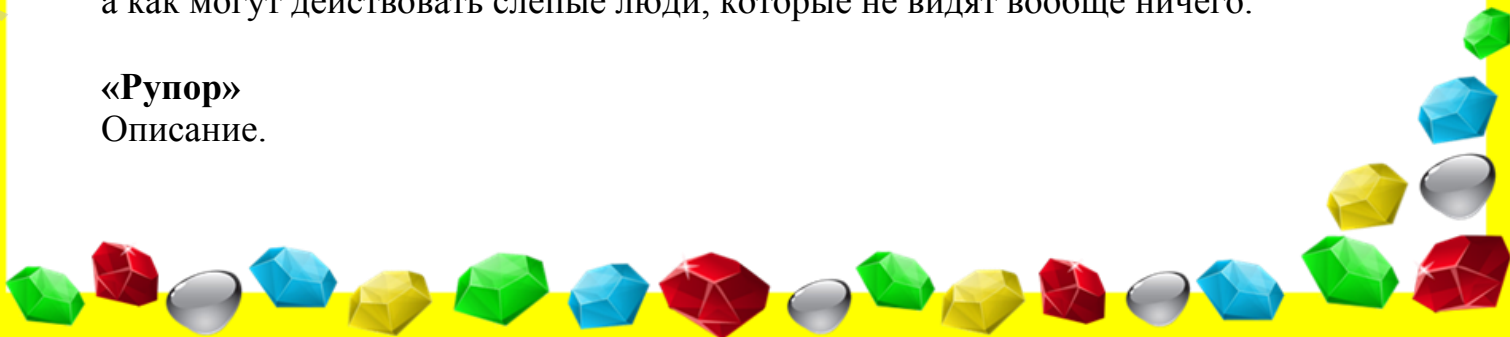 а как могут действовать слепые люди, которые не видят вообще ничего.
«Рупор»
Описание.